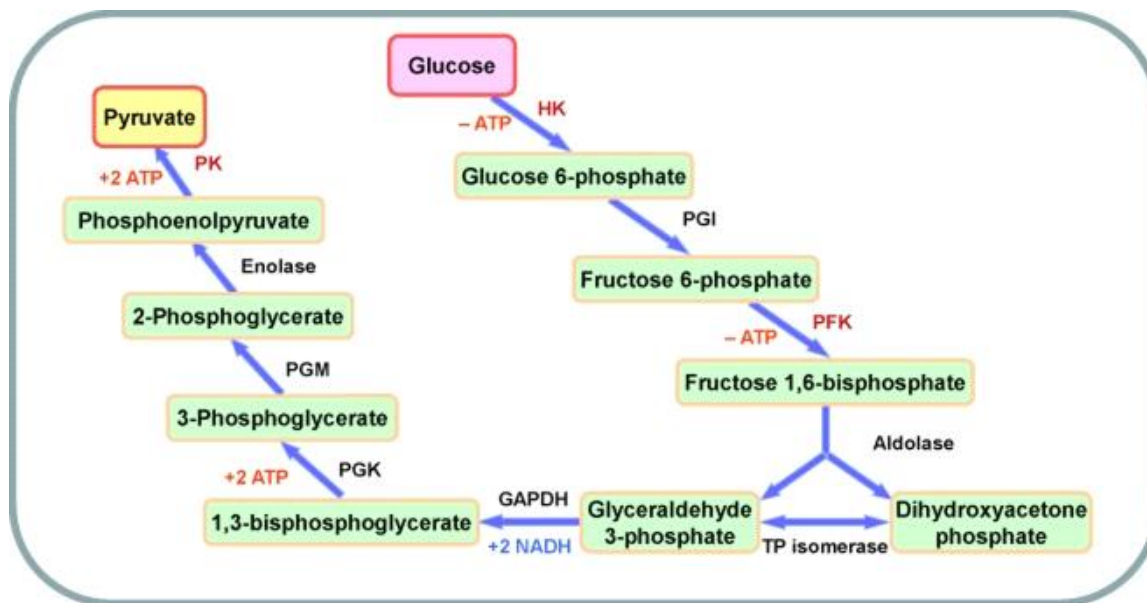 Glucose
HK
– ATP
Glucose 6-phosphate
PGI
Fructose 6-phosphate
PFK
– ATP
Fructose 1,6-bisphosphate
Aldolase
Glyceraldehyde
3-phosphate
Dihydroxyacetone
phosphate
TP isomerase
GAPDH
+2 NADH
1,3-bisphosphoglycerate
PGK
+2 ATP
3-Phosphoglycerate
PGM
2-Phosphoglycerate
Enolase
Phosphoenolpyruvate
PK
+2 ATP
Pyruvate